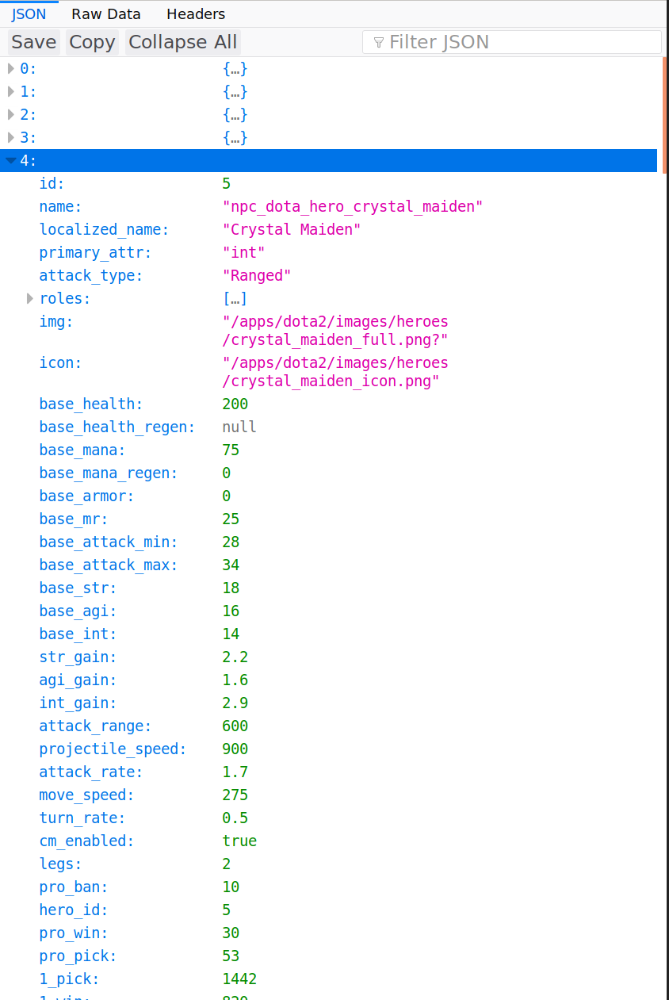 JSON Raw Data Headers
Save Copy Collapse All Filter JSON
0: {…}
1: {…}
2: {…}
3: {…}
4:
id: 5
name: "npc_dota_hero_crystal_maiden"
localized_name: "Crystal Maiden"
primary_attr: "int"
attack_type: "Ranged"
roles: […]
img: "/apps/dota2/images/heroes
/crystal_maiden_full.png?"
icon: "/apps/dota2/images/heroes
/crystal_maiden_icon.png"
base_health: 200
base_health_regen: null
base_mana: 75
base_mana_regen: 0
base_armor: 0
base_mr: 25
base_attack_min: 28
base_attack_max: 34
base_str: 18
base_agi: 16
base_int: 14
str_gain: 2.2
agi_gain: 1.6
int_gain: 2.9
attack_range: 600
projectile_speed: 900
attack_rate: 1.7
move_speed: 275
turn_rate: 0.5
cm_enabled: true
legs: 2
pro_ban: 10
hero_id: 5
pro_win: 30
pro_pick: 53
1_pick: 1442